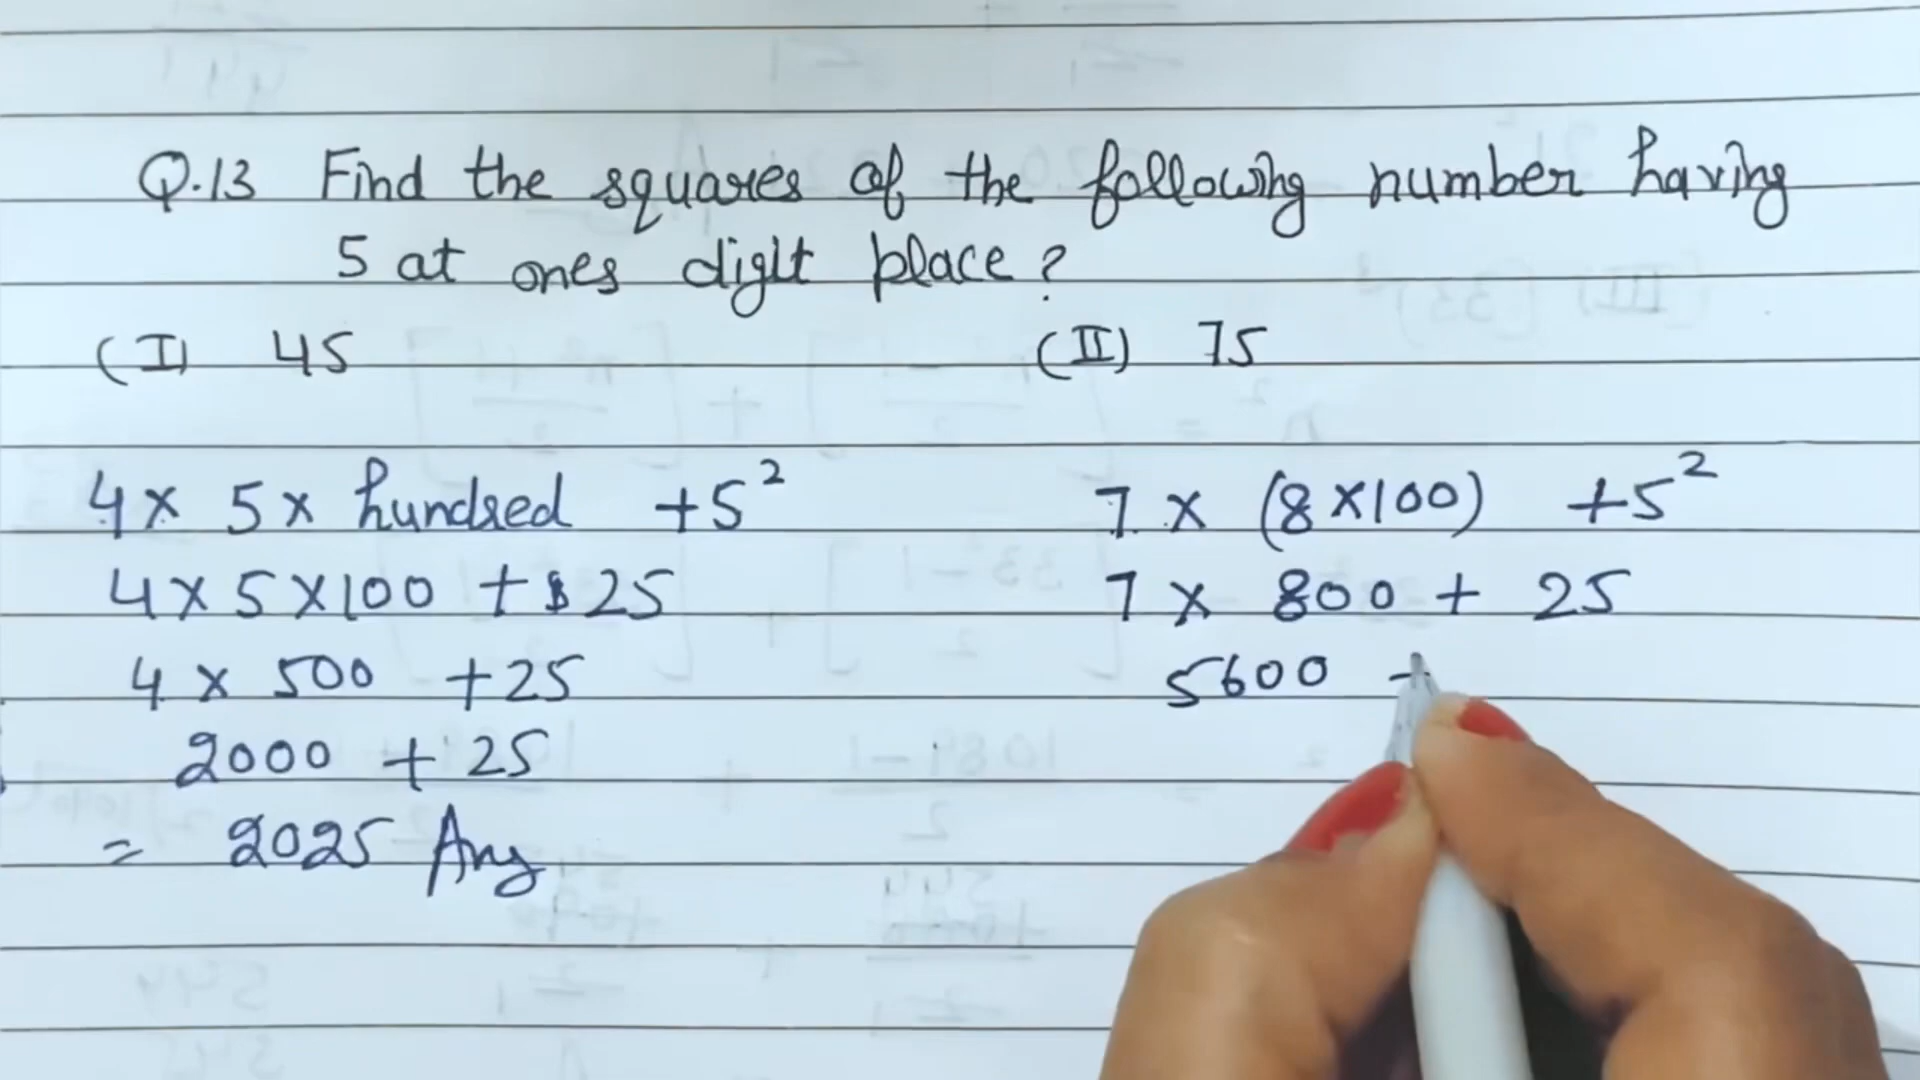 Q.13 Find the squares of the following number having
5 at ones digit place?
(I) 45
(II) 75
4 × 5 × hundred + 5²
4 × 5 × 100 + 25
4 × 500 + 25
2000 + 25
= 2025 Ans
7 × (8 × 100) + 5²
7 × 800 + 25
5600 +